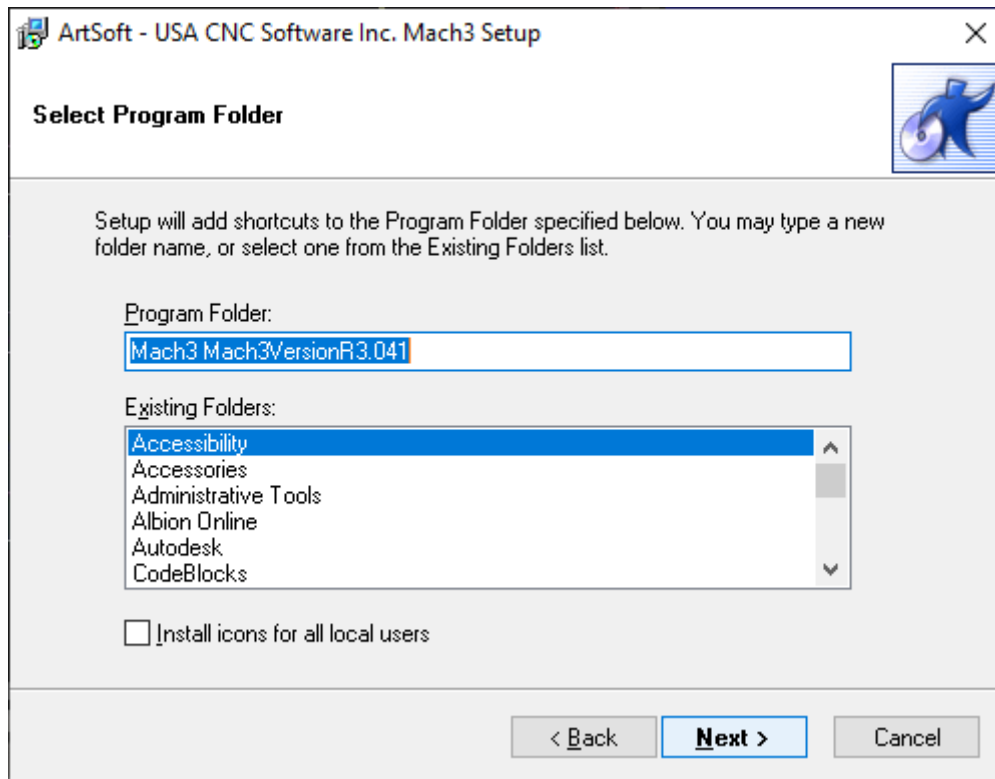 ArtSoft - USA CNC Software Inc. Mach3 Setup
Select Program Folder
Setup will add shortcuts to the Program Folder specified below. You may type a new
folder name, or select one from the Existing Folders list.
Program Folder:
Mach3 Mach3VersionR3.041
Existing Folders:
Accessibility
Accessories
Administrative Tools
Albion Online
Autodesk
CodeBlocks
Install icons for all local users
< Back Next > Cancel